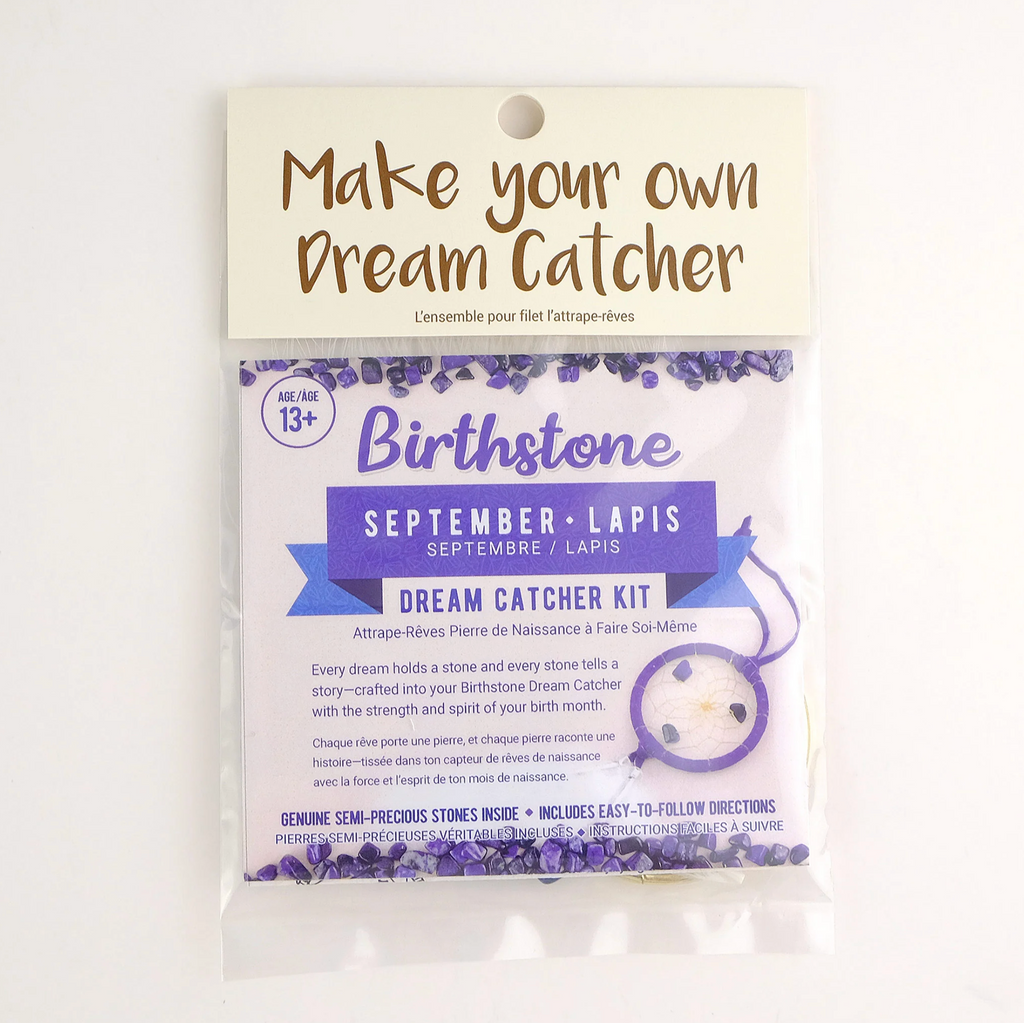 Make your own
Dream Catcher
L'ensemble pour filet l'attrape-rêves
AGE/ÂGE
13+
Birthstone
SEPTEMBER • LAPIS
SEPTEMBRE / LAPIS
DREAM CATCHER KIT
Attrape-Rêves Pierre de Naissance à Faire Soi-Même
Every dream holds a stone and every stone tells a
story—crafted into your Birthstone Dream Catcher
with the strength and spirit of your birth month.
Chaque rêve porte une pierre, et chaque pierre raconte une
histoire—tissée dans ton capteur de rêves de naissance
avec la force et l'esprit de ton mois de naissance.
GENUINE SEMI-PRECIOUS STONES INSIDE ◆ INCLUDES EASY-TO-FOLLOW DIRECTIONS
PIERRES SEMI-PRÉCIEUSES VÉRITABLES INCLUSES ◆ INSTRUCTIONS FACILES À SUIVRE